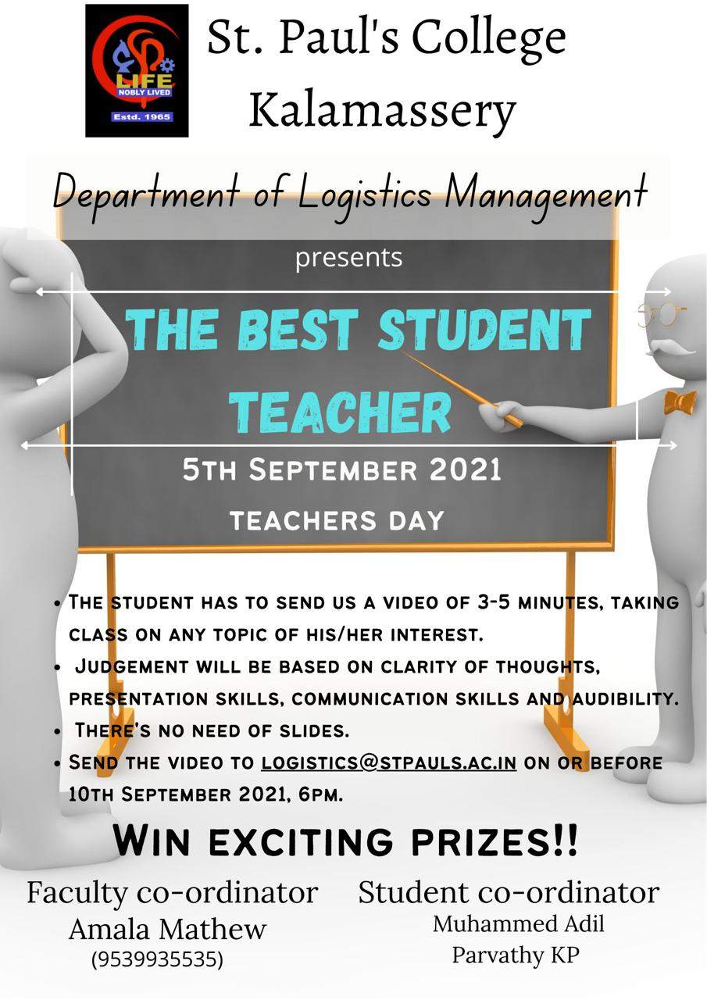 LIFE
NOBLY LIVED
Estd. 1965
St. Paul's College
Kalamassery
Department of Logistics Management
presents
THE BEST STUDENT
TEACHER
5TH SEPTEMBER 2021
TEACHERS DAY
• THE STUDENT HAS TO SEND US A VIDEO OF 3-5 MINUTES, TAKING
CLASS ON ANY TOPIC OF HIS/HER INTEREST.
• JUDGEMENT WILL BE BASED ON CLARITY OF THOUGHTS,
PRESENTATION SKILLS, COMMUNICATION SKILLS AND AUDIBILITY.
• THERE'S NO NEED OF SLIDES.
• SEND THE VIDEO TO LOGISTICS@STPAULS.AC.IN ON OR BEFORE
10TH SEPTEMBER 2021, 6PM.
WIN EXCITING PRIZES!!
Faculty co-ordinator
Amala Mathew
(9539935535)
Student co-ordinator
Muhammed Adil
Parvathy KP